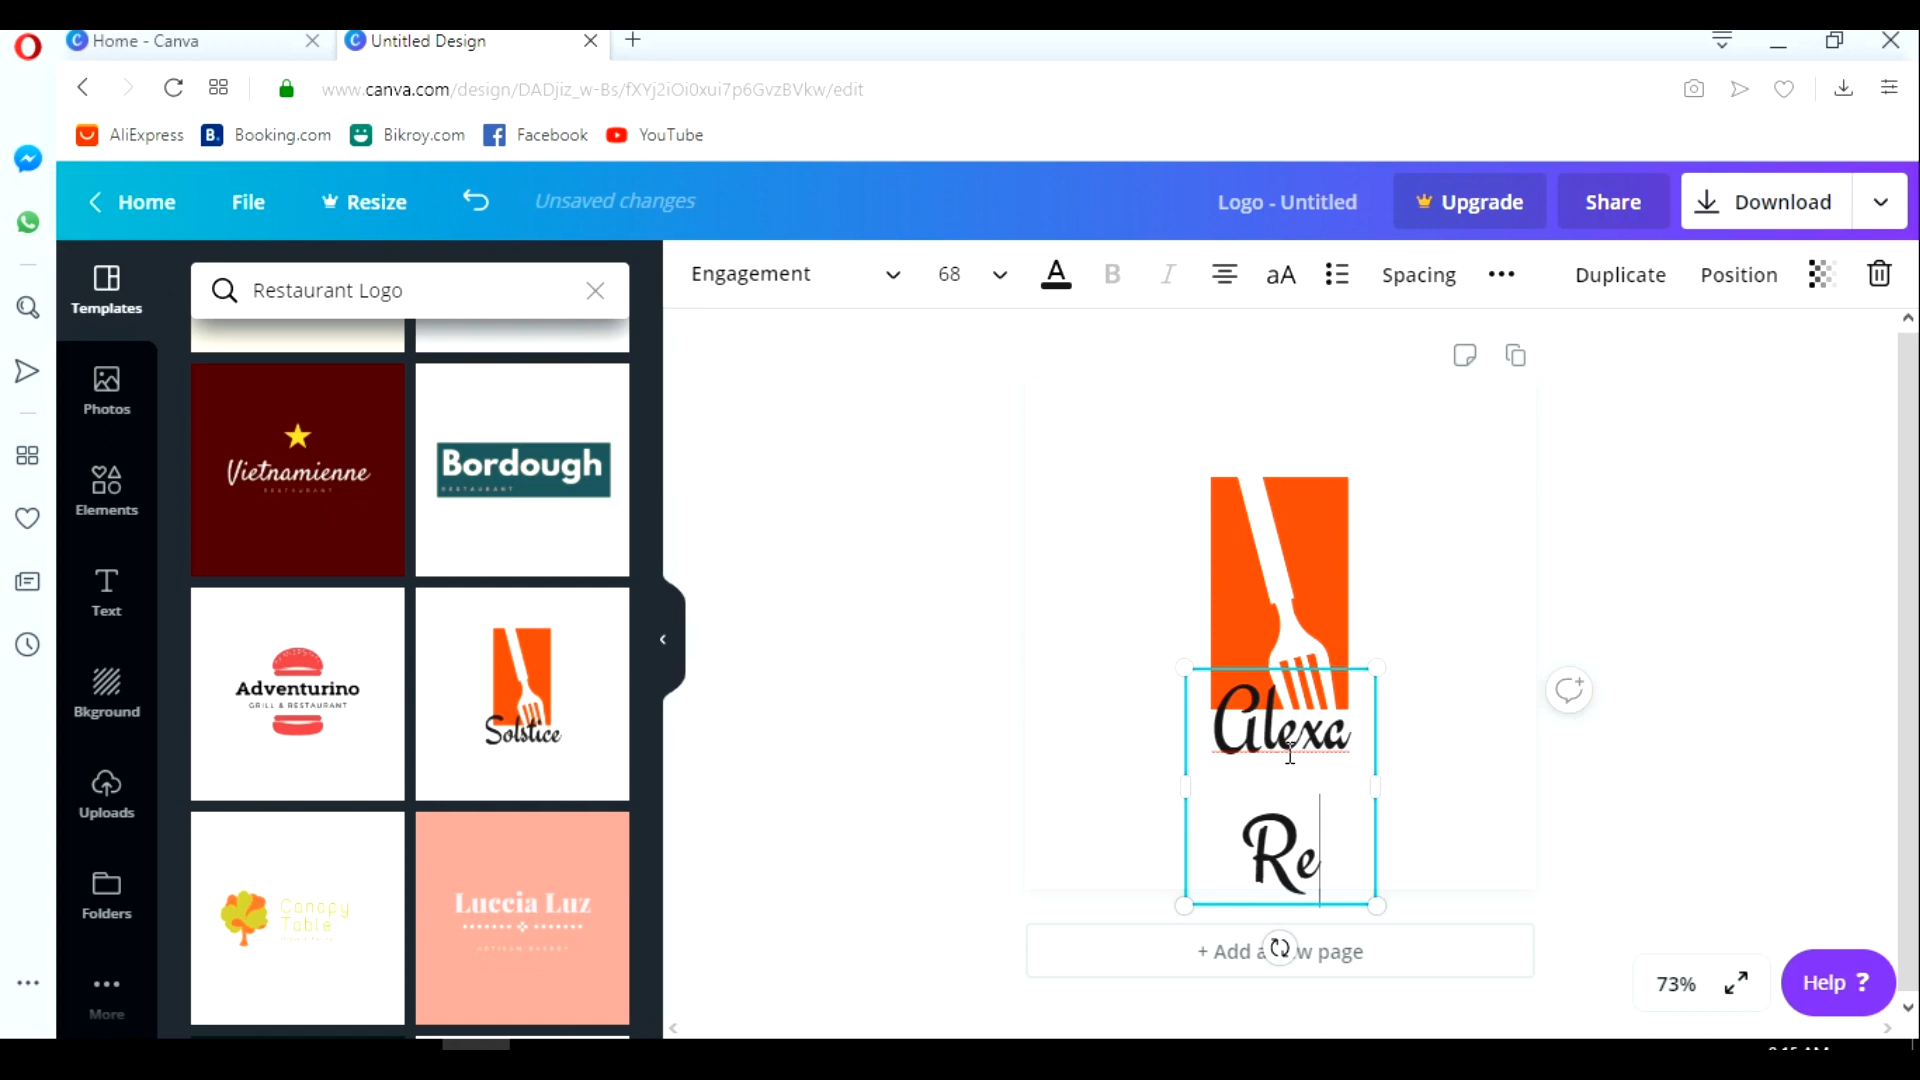 Home - Canva
Untitled Design
www.canva.com/design/DADjiz_w-Bs/fXYj2iOi0xui7p6GvzBVkw/edit
AliExpress
Booking.com
Bikroy.com
Facebook
YouTube
Home
File
Resize
Unsaved changes
Logo - Untitled
Upgrade
Share
Download
Templates
Restaurant Logo
Engagement
68
A
B
I
aA
Spacing
Duplicate
Position
Photos
Elements
Text
Bkground
Uploads
Folders
More
Vietnamienne
RESTAURANT
Bordough
RESTAURANT
Adventurino
GRILL & RESTAURANT
Solstice
Canopy
Table
Luccia Luz
Alexa
Re
+ Add a
w page
73%
Help ?